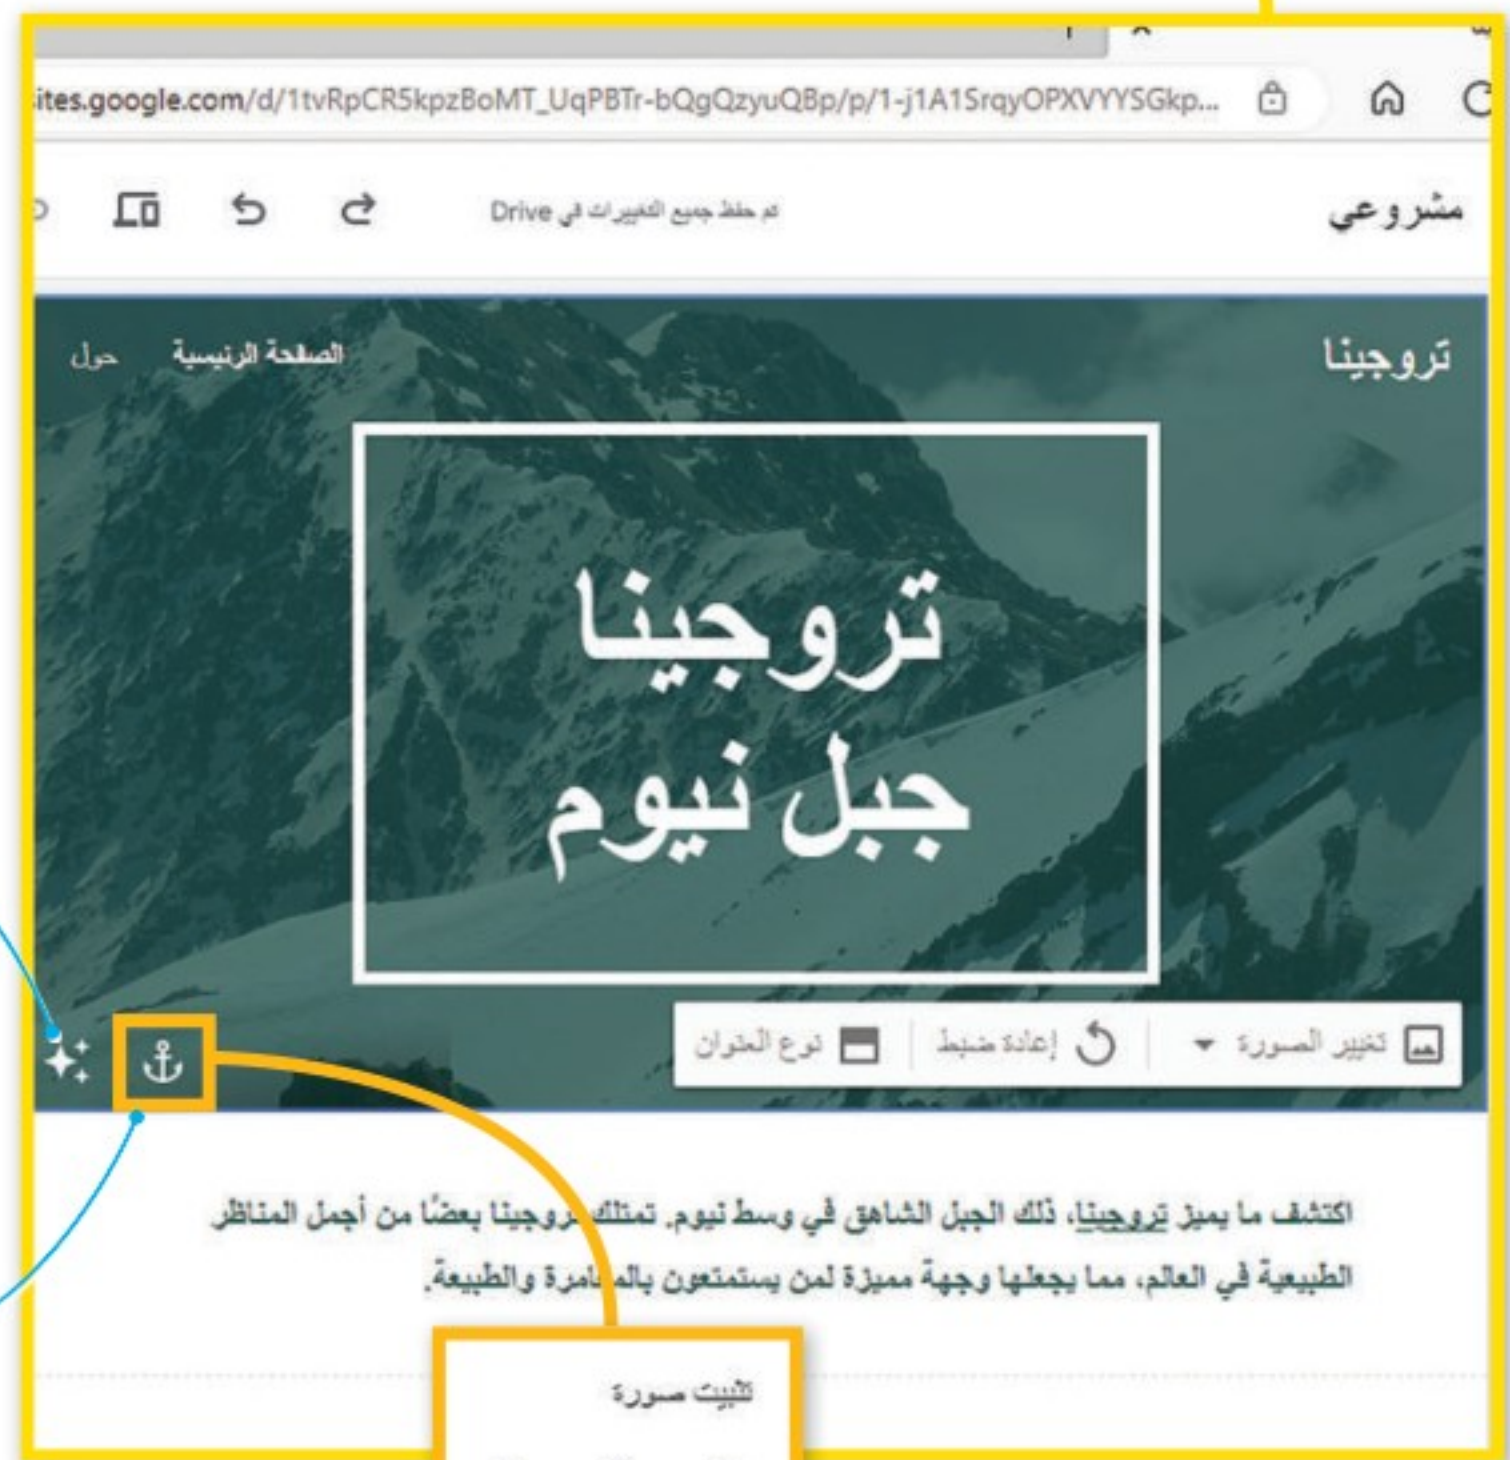 ites.google.com/d/1tvRpCR5kpzBoMT_UqPBTr-bQgQzyuQBp/p/1-j1A1SrqyOPXVYYSGkp...
مشروعي
تم حفظ جميع التغييرات في Drive
تروجينا
الصفحة الرئيسية
حول
تروجينا
جبل نيوم
تغيير الصورة
إعادة ضبط
نوع العنوان
اكتشف ما يميز تروجينا، ذلك الجبل الشاهق في وسط نيوم. تمتلك تروجينا بعضًا من أجمل المناظر
الطبيعية في العالم، مما يجعلها وجهة مميزة لمن يستمتعون بالمغامرة والطبيعة.
تثبيت صورة